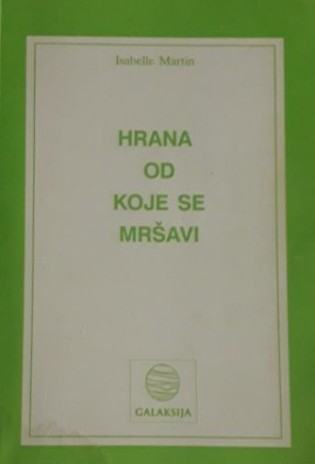 Isabelle Martin
HRANA
OD
KOJE SE
MRŠAVI
GALAKSIJA